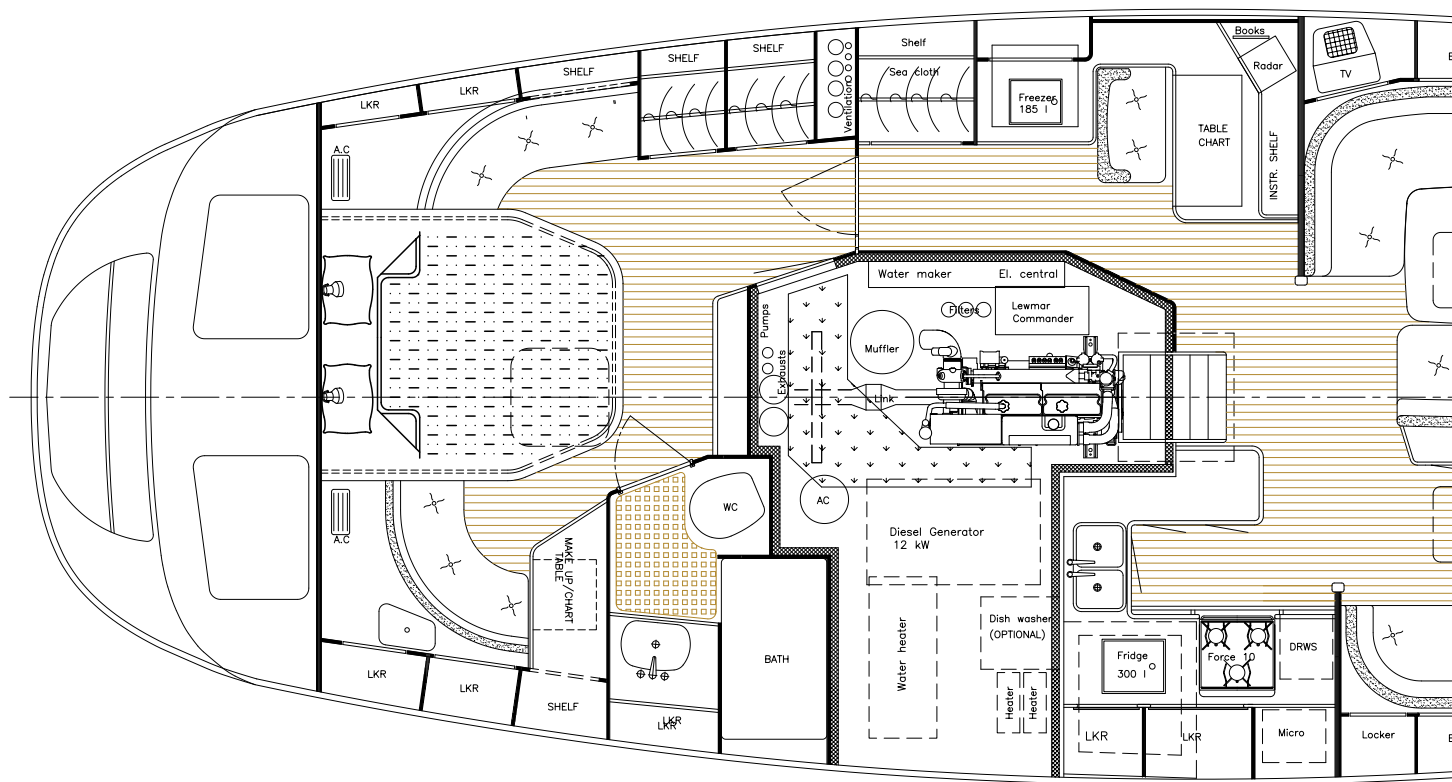 Books
Radar
TV
Shelf
Sea cloth
SHELF
SHELF
SHELF
LKR
LKR
Ventilation
Freezer
185 l
TABLE
CHART
INSTR. SHELF
A.C
Water maker
El. central
Filters
Lewmar
Commander
Pumps
Exhausts
Muffler
Link
AC
WC
Diesel Generator
12 kW
A.C
MAKE UP/CHART
TABLE
Water heater
Dish washer
(OPTIONAL)
BATH
Heater
Heater
Fridge
300 l
Force 10
DRWS
LKR
LKR
SHELF
LKR
LKR
LKR
LKR
Micro
Locker